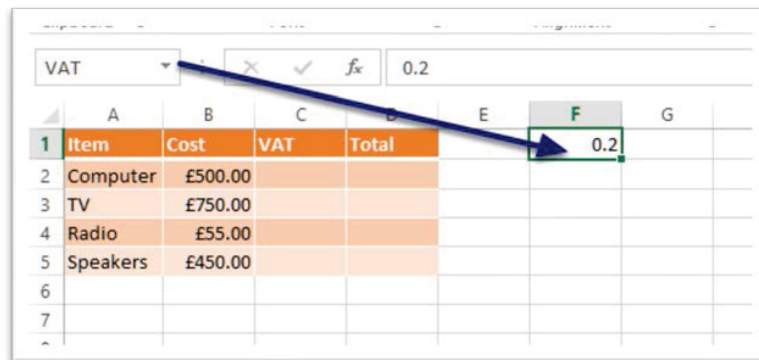 VAT fx 0.2
A B C D E F G
1 Item Cost VAT Total 0.2
2 Computer £500.00
3 TV £750.00
4 Radio £55.00
5 Speakers £450.00
6
7